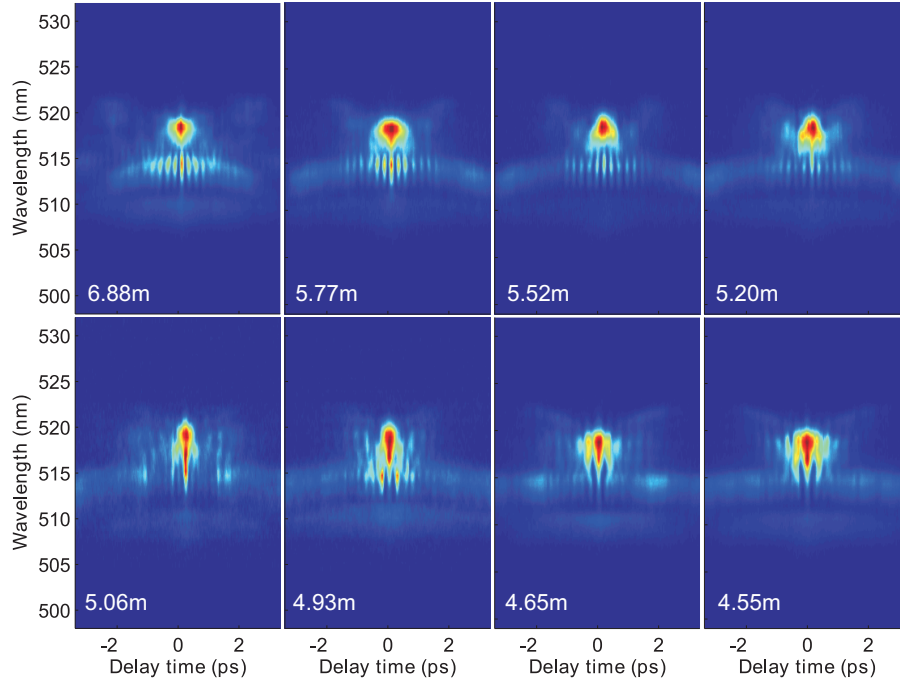 Wavelength (nm)
530
525
520
515
510
505
500
6.88m
5.77m
5.52m
5.20m
Wavelength (nm)
530
520
515
510
505
500
5.06m
4.93m
4.65m
4.55m
-2 0 2 -2 0 2 -2 0 2 -2 0 2
Delay time (ps) Delay time (ps) Delay time (ps) Delay time (ps)